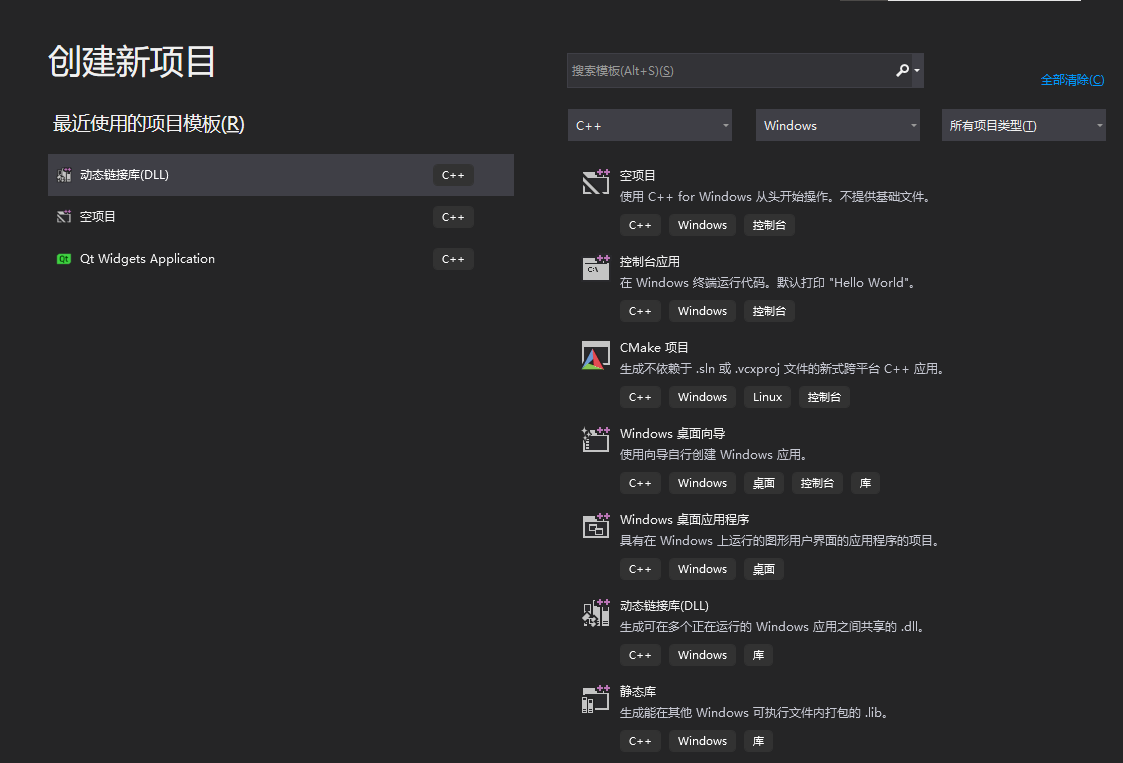 创建新项目
最近使用的项目模板(R)
动态链接库(DLL) C++
空项目 C++
Qt Widgets Application C++
搜索模板(Alt+S)(S)
全部清除(C)
C++ Windows 所有项目类型(T)
空项目
使用 C++ for Windows 从头开始操作。不提供基础文件。
C++ Windows 控制台
控制台应用
在 Windows 终端运行代码。默认打印 "Hello World"。
C++ Windows 控制台
CMake 项目
生成不依赖于 .sln 或 .vcxproj 文件的新式跨平台 C++ 应用。
C++ Windows Linux 控制台
Windows 桌面向导
使用向导自行创建 Windows 应用。
C++ Windows 桌面 控制台 库
Windows 桌面应用程序
具有在 Windows 上运行的图形用户界面的应用程序的项目。
C++ Windows 桌面
动态链接库(DLL)
生成可在多个正在运行的 Windows 应用之间共享的 .dll。
C++ Windows 库
静态库
生成能在其他 Windows 可执行文件内打包的 .lib。
C++ Windows 库